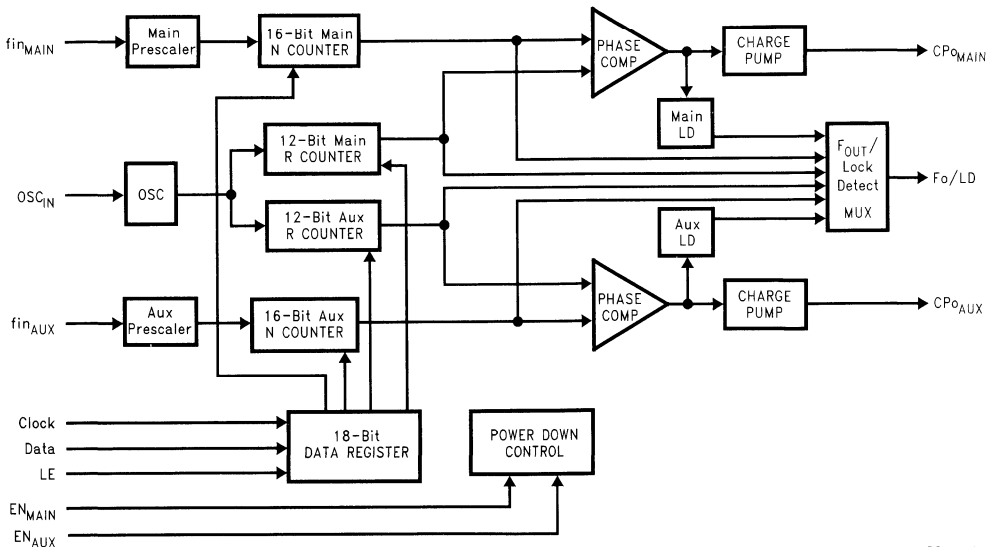 fin_MAIN
Main
Prescaler
16-Bit Main
N COUNTER
PHASE
COMP
CHARGE
PUMP
CPo_MAIN
Main
LD
12-Bit Main
R COUNTER
OSC_IN
OSC
12-Bit Aux
R COUNTER
F_OUT/
Lock
Detect
MUX
Fo/LD
Aux
LD
fin_AUX
Aux
Prescaler
16-Bit Aux
N COUNTER
PHASE
COMP
CHARGE
PUMP
CPo_AUX
Clock
Data
LE
18-Bit
DATA REGISTER
POWER DOWN
CONTROL
EN_MAIN
EN_AUX